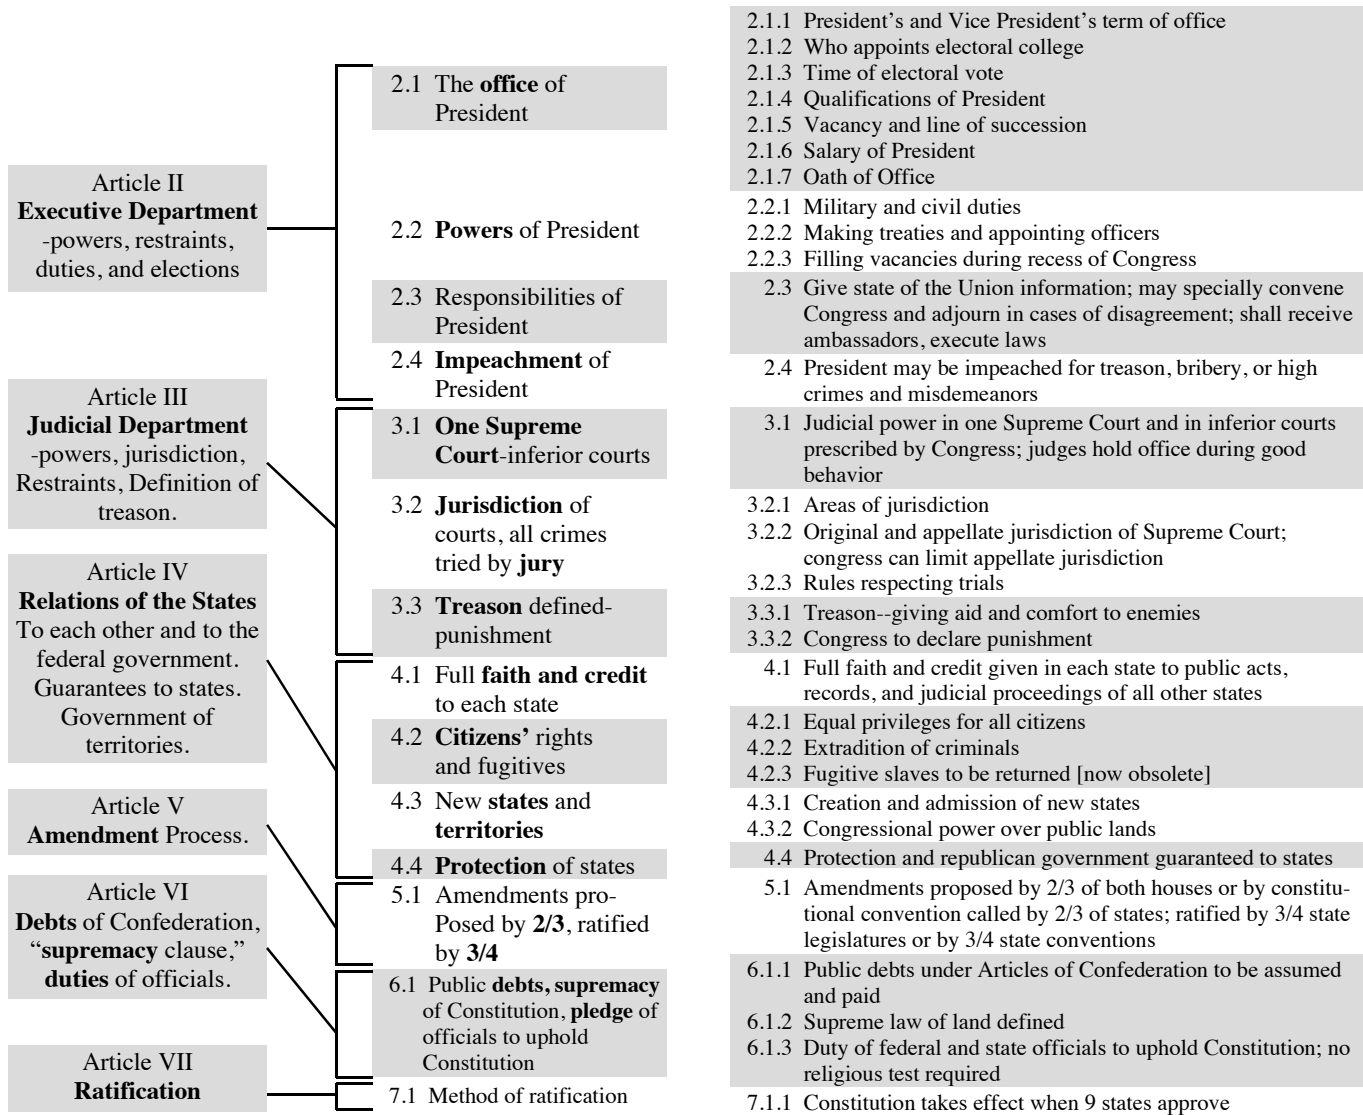 Article II
Executive Department
-powers, restraints,
duties, and elections
Article III
Judicial Department
-powers, jurisdiction,
Restraints, Definition of
treason.
Article IV
Relations of the States
To each other and to the
federal government.
Guarantees to states.
Government of
territories.
Article V
Amendment Process.
Article VI
Debts of Confederation,
“supremacy clause,”
duties of officials.
Article VII
Ratification
2.1 The office of
President
2.2 Powers of President
2.3 Responsibilities of
President
2.4 Impeachment of
President
3.1 One Supreme
Court-inferior courts
3.2 Jurisdiction of
courts, all crimes
tried by jury
3.3 Treason defined-
punishment
4.1 Full faith and credit
to each state
4.2 Citizens’ rights
and fugitives
4.3 New states and
territories
4.4 Protection of states
5.1 Amendments pro-
Posed by 2/3, ratified
by 3/4
6.1 Public debts, supremacy
of Constitution, pledge of
officials to uphold
Constitution
7.1 Method of ratification
2.1.1 President’s and Vice President’s term of office
2.1.2 Who appoints electoral college
2.1.3 Time of electoral vote
2.1.4 Qualifications of President
2.1.5 Vacancy and line of succession
2.1.6 Salary of President
2.1.7 Oath of Office
2.2.1 Military and civil duties
2.2.2 Making treaties and appointing officers
2.2.3 Filling vacancies during recess of Congress
2.3 Give state of the Union information; may specially convene
Congress and adjourn in cases of disagreement; shall receive
ambassadors, execute laws
2.4 President may be impeached for treason, bribery, or high
crimes and misdemeanors
3.1 Judicial power in one Supreme Court and in inferior courts
prescribed by Congress; judges hold office during good
behavior
3.2.1 Areas of jurisdiction
3.2.2 Original and appellate jurisdiction of Supreme Court;
congress can limit appellate jurisdiction
3.2.3 Rules respecting trials
3.3.1 Treason--giving aid and comfort to enemies
3.3.2 Congress to declare punishment
4.1 Full faith and credit given in each state to public acts,
records, and judicial proceedings of all other states
4.2.1 Equal privileges for all citizens
4.2.2 Extradition of criminals
4.2.3 Fugitive slaves to be returned [now obsolete]
4.3.1 Creation and admission of new states
4.3.2 Congressional power over public lands
4.4 Protection and republican government guaranteed to states
5.1 Amendments proposed by 2/3 of both houses or by constitu-
tional convention called by 2/3 of states; ratified by 3/4 state
legislatures or by 3/4 state conventions
6.1.1 Public debts under Articles of Confederation to be assumed
and paid
6.1.2 Supreme law of land defined
6.1.3 Duty of federal and state officials to uphold Constitution; no
religious test required
7.1.1 Constitution takes effect when 9 states approve